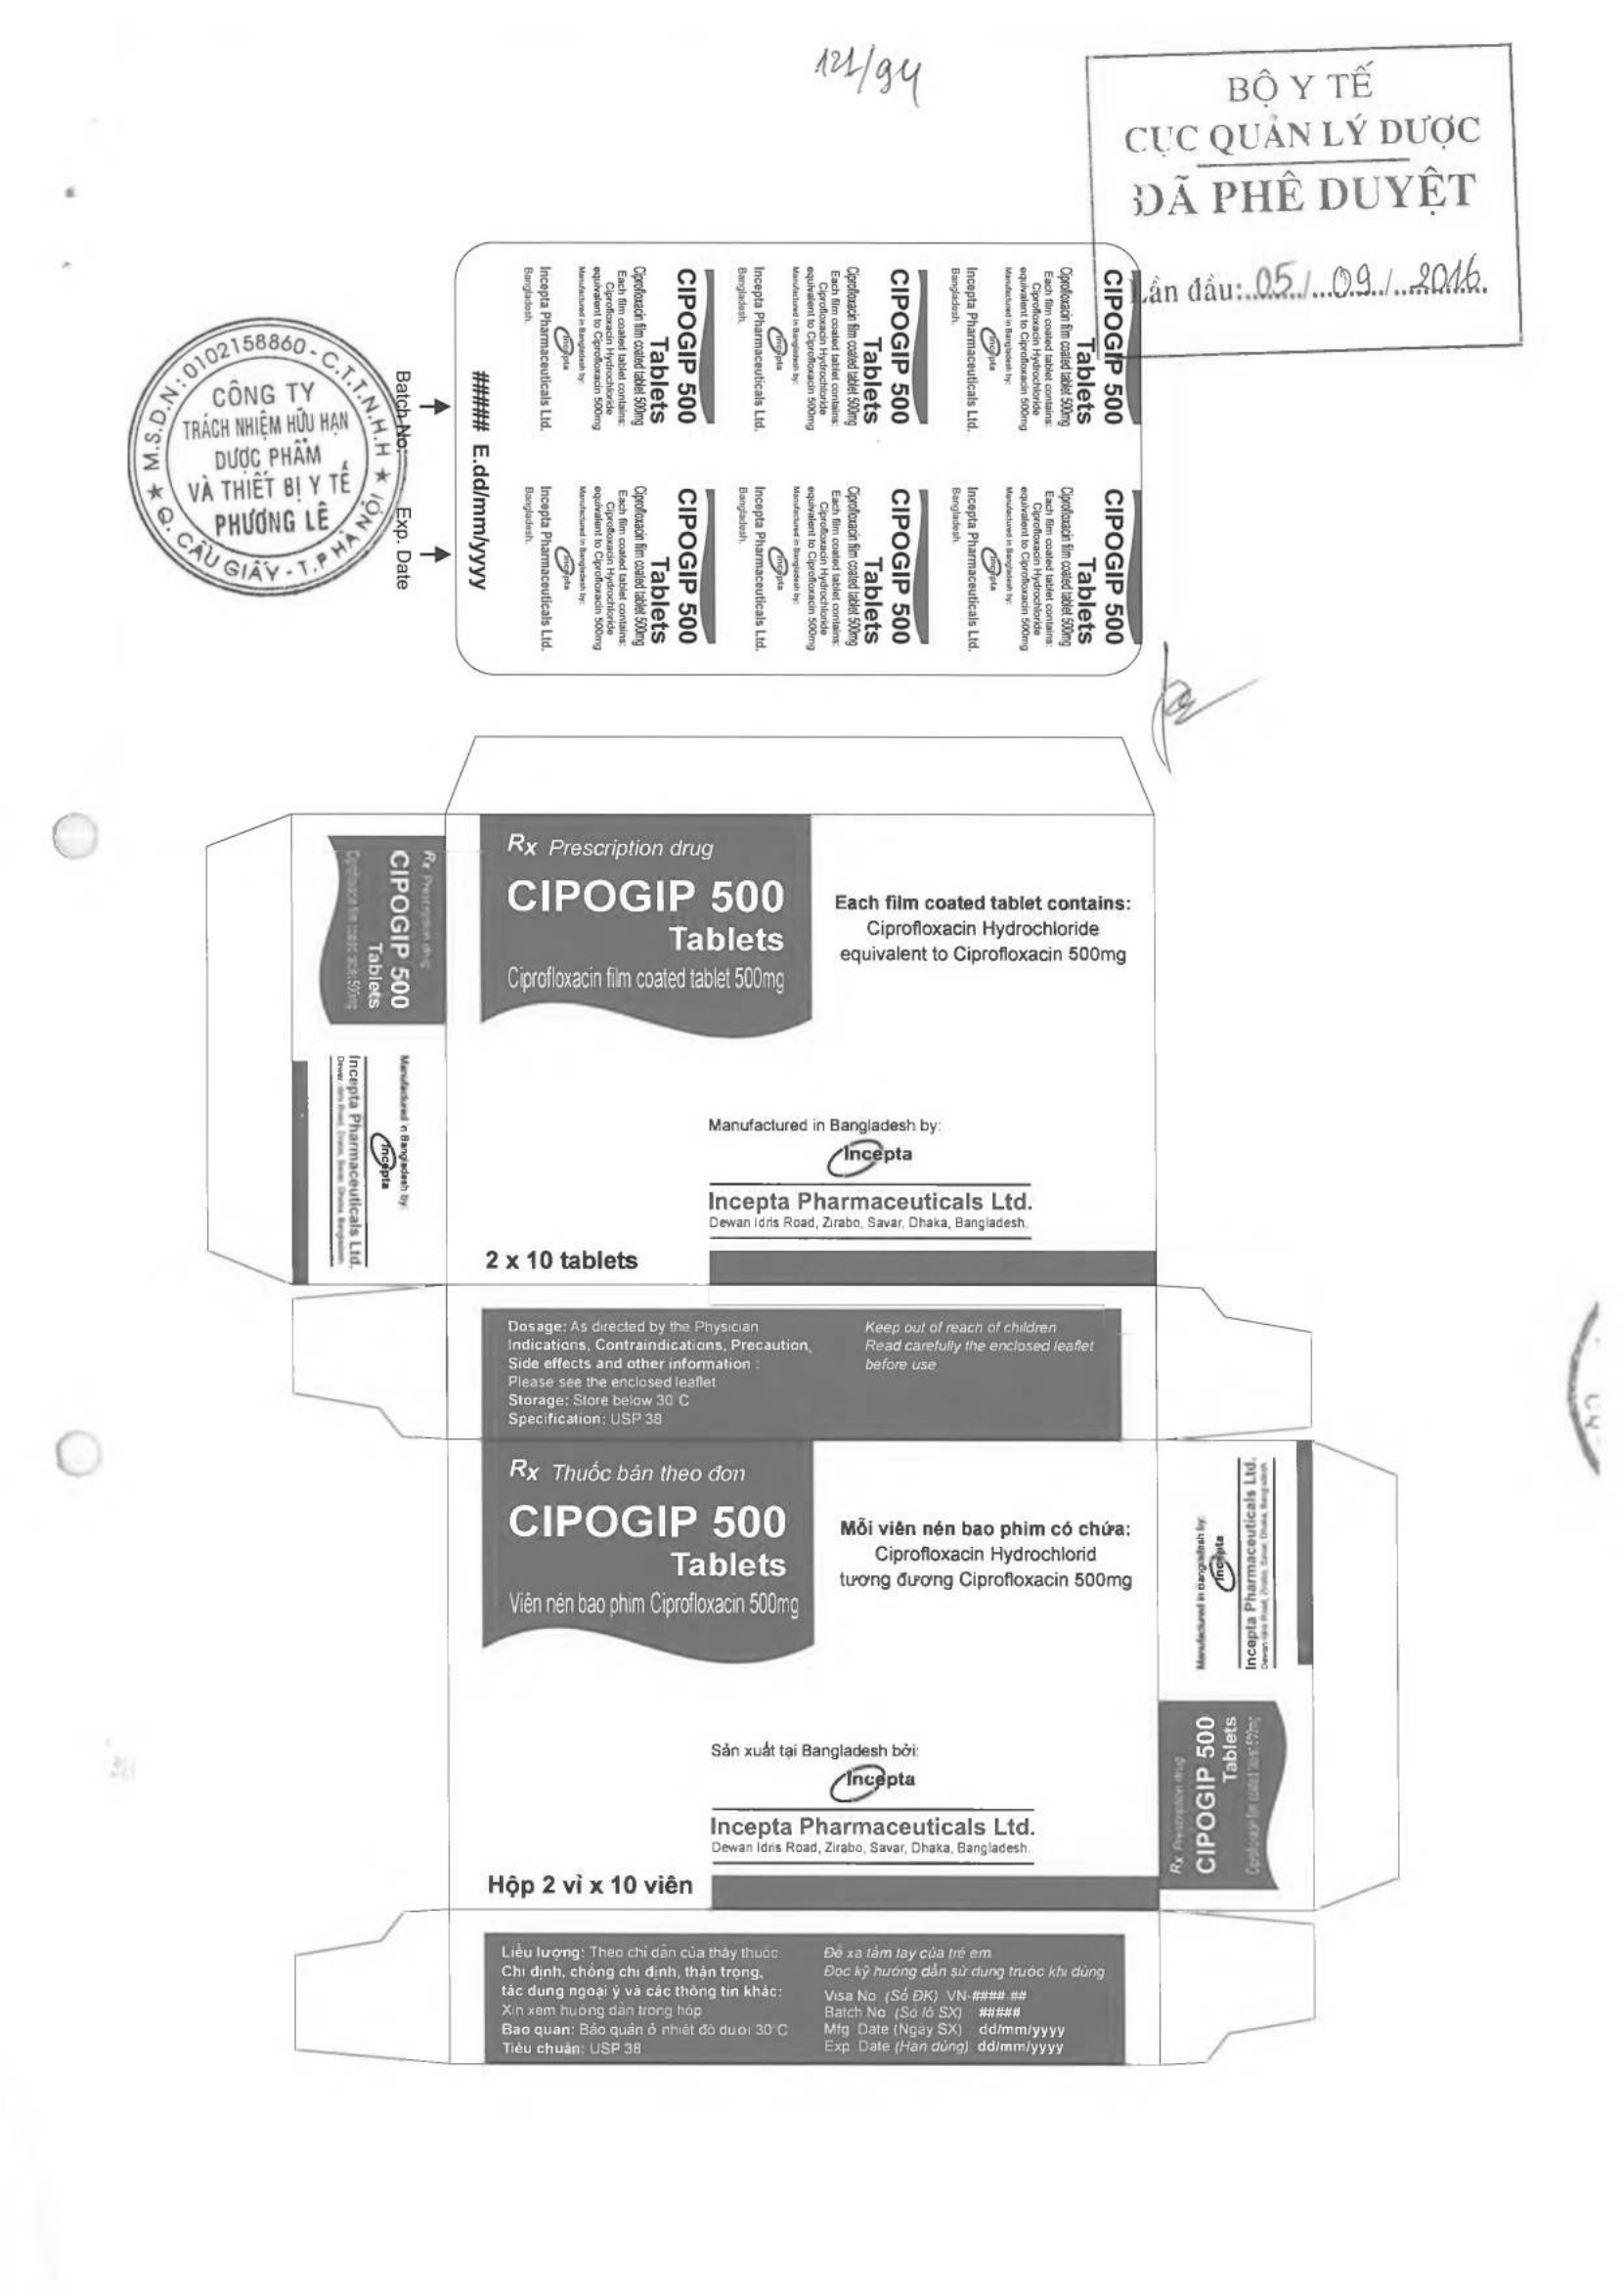 121/94
BỘ Y TẾ
CỤC QUẢN LÝ DƯỢC
ĐÃ PHÊ DUYỆT
Lần đầu:..05../...09../...2016.
M.S.D.N: 0102158860 - C.T.T.N.H.H
CÔNG TY
TRÁCH NHIỆM HỮU HẠN
DƯỢC PHẨM
VÀ THIẾT BỊ Y TẾ
PHƯƠNG LÊ
Q. CẦU GIẤY - T.P HÀ NỘI
Batch No:
Exp. Date
##### E.dd/mm/yyyy
CIPOGIP 500
Tablets
Ciprofloxacin film coated tablet 500mg
Each film coated tablet contains:
Ciprofloxacin Hydrochloride
equivalent to Ciprofloxacin 500mg
Manufactured in Bangladesh by:
Incepta
Incepta Pharmaceuticals Ltd.
Bangladesh.
CIPOGIP 500
Tablets
Ciprofloxacin film coated tablet 500mg
Each film coated tablet contains:
Ciprofloxacin Hydrochloride
equivalent to Ciprofloxacin 500mg
Manufactured in Bangladesh by:
Incepta
Incepta Pharmaceuticals Ltd.
Bangladesh.
CIPOGIP 500
Tablets
Ciprofloxacin film coated tablet 500mg
Each film coated tablet contains:
Ciprofloxacin Hydrochloride
equivalent to Ciprofloxacin 500mg
Manufactured in Bangladesh by:
Incepta
Incepta Pharmaceuticals Ltd.
Bangladesh.
CIPOGIP 500
Tablets
Ciprofloxacin film coated tablet 500mg
Each film coated tablet contains:
Ciprofloxacin Hydrochloride
equivalent to Ciprofloxacin 500mg
Manufactured in Bangladesh by:
Incepta
Incepta Pharmaceuticals Ltd.
Bangladesh.
CIPOGIP 500
Tablets
Ciprofloxacin film coated tablet 500mg
Each film coated tablet contains:
Ciprofloxacin Hydrochloride
equivalent to Ciprofloxacin 500mg
Manufactured in Bangladesh by:
Incepta
Incepta Pharmaceuticals Ltd.
Bangladesh.
CIPOGIP 500
Tablets
Ciprofloxacin film coated tablet 500mg
Each film coated tablet contains:
Ciprofloxacin Hydrochloride
equivalent to Ciprofloxacin 500mg
Manufactured in Bangladesh by:
Incepta
Incepta Pharmaceuticals Ltd.
Bangladesh.
Rx Prescription drug
CIPOGIP 500
Tablets
Ciprofloxacin film coated tablet 500mg
Manufactured in Bangladesh by:
Incepta
Incepta Pharmaceuticals Ltd.
Dewan Idris Road, Zirabo, Savar, Dhaka, Bangladesh
Rx Prescription drug
CIPOGIP 500
Tablets
Ciprofloxacin film coated tablet 500mg
Each film coated tablet contains:
Ciprofloxacin Hydrochloride
equivalent to Ciprofloxacin 500mg
Manufactured in Bangladesh by:
Incepta
Incepta Pharmaceuticals Ltd.
Dewan Idris Road, Zirabo, Savar, Dhaka, Bangladesh.
2 x 10 tablets
Dosage: As directed by the Physician
Indications, Contraindications, Precaution,
Side effects and other information :
Please see the enclosed leaflet
Storage: Store below 30°C
Specification: USP 38
Keep out of reach of children
Read carefully the enclosed leaflet
before use
Rx Thuốc bán theo đơn
CIPOGIP 500
Tablets
Viên nén bao phim Ciprofloxacin 500mg
Mỗi viên nén bao phim có chứa:
Ciprofloxacin Hydrochlorid
tương đương Ciprofloxacin 500mg
Sản xuất tại Bangladesh bởi:
Incepta
Incepta Pharmaceuticals Ltd.
Dewan Idris Road, Zirabo, Savar, Dhaka, Bangladesh.
Hộp 2 vỉ x 10 viên
Rx Prescription drug
CIPOGIP 500
Tablets
Ciprofloxacin film coated tablet 500mg
Manufactured in Bangladesh by:
Incepta
Incepta Pharmaceuticals Ltd.
Dewan Idris Road, Zirabo, Savar, Dhaka, Bangladesh
Liều lượng: Theo chỉ dẫn của thầy thuốc
Chỉ định, chống chỉ định, thận trọng,
tác dụng ngoại ý và các thông tin khác:
Xin xem hướng dẫn trong hộp
Bảo quản: Bảo quản ở nhiệt độ dưới 30°C
Tiêu chuẩn: USP 38
Để xa tầm tay của trẻ em
Đọc kỹ hướng dẫn sử dụng trước khi dùng
Visa No (Số ĐK) VN-####-##
Batch No (Số lô SX) #####
Mfg Date (Ngày SX) dd/mm/yyyy
Exp Date (Hạn dùng) dd/mm/yyyy